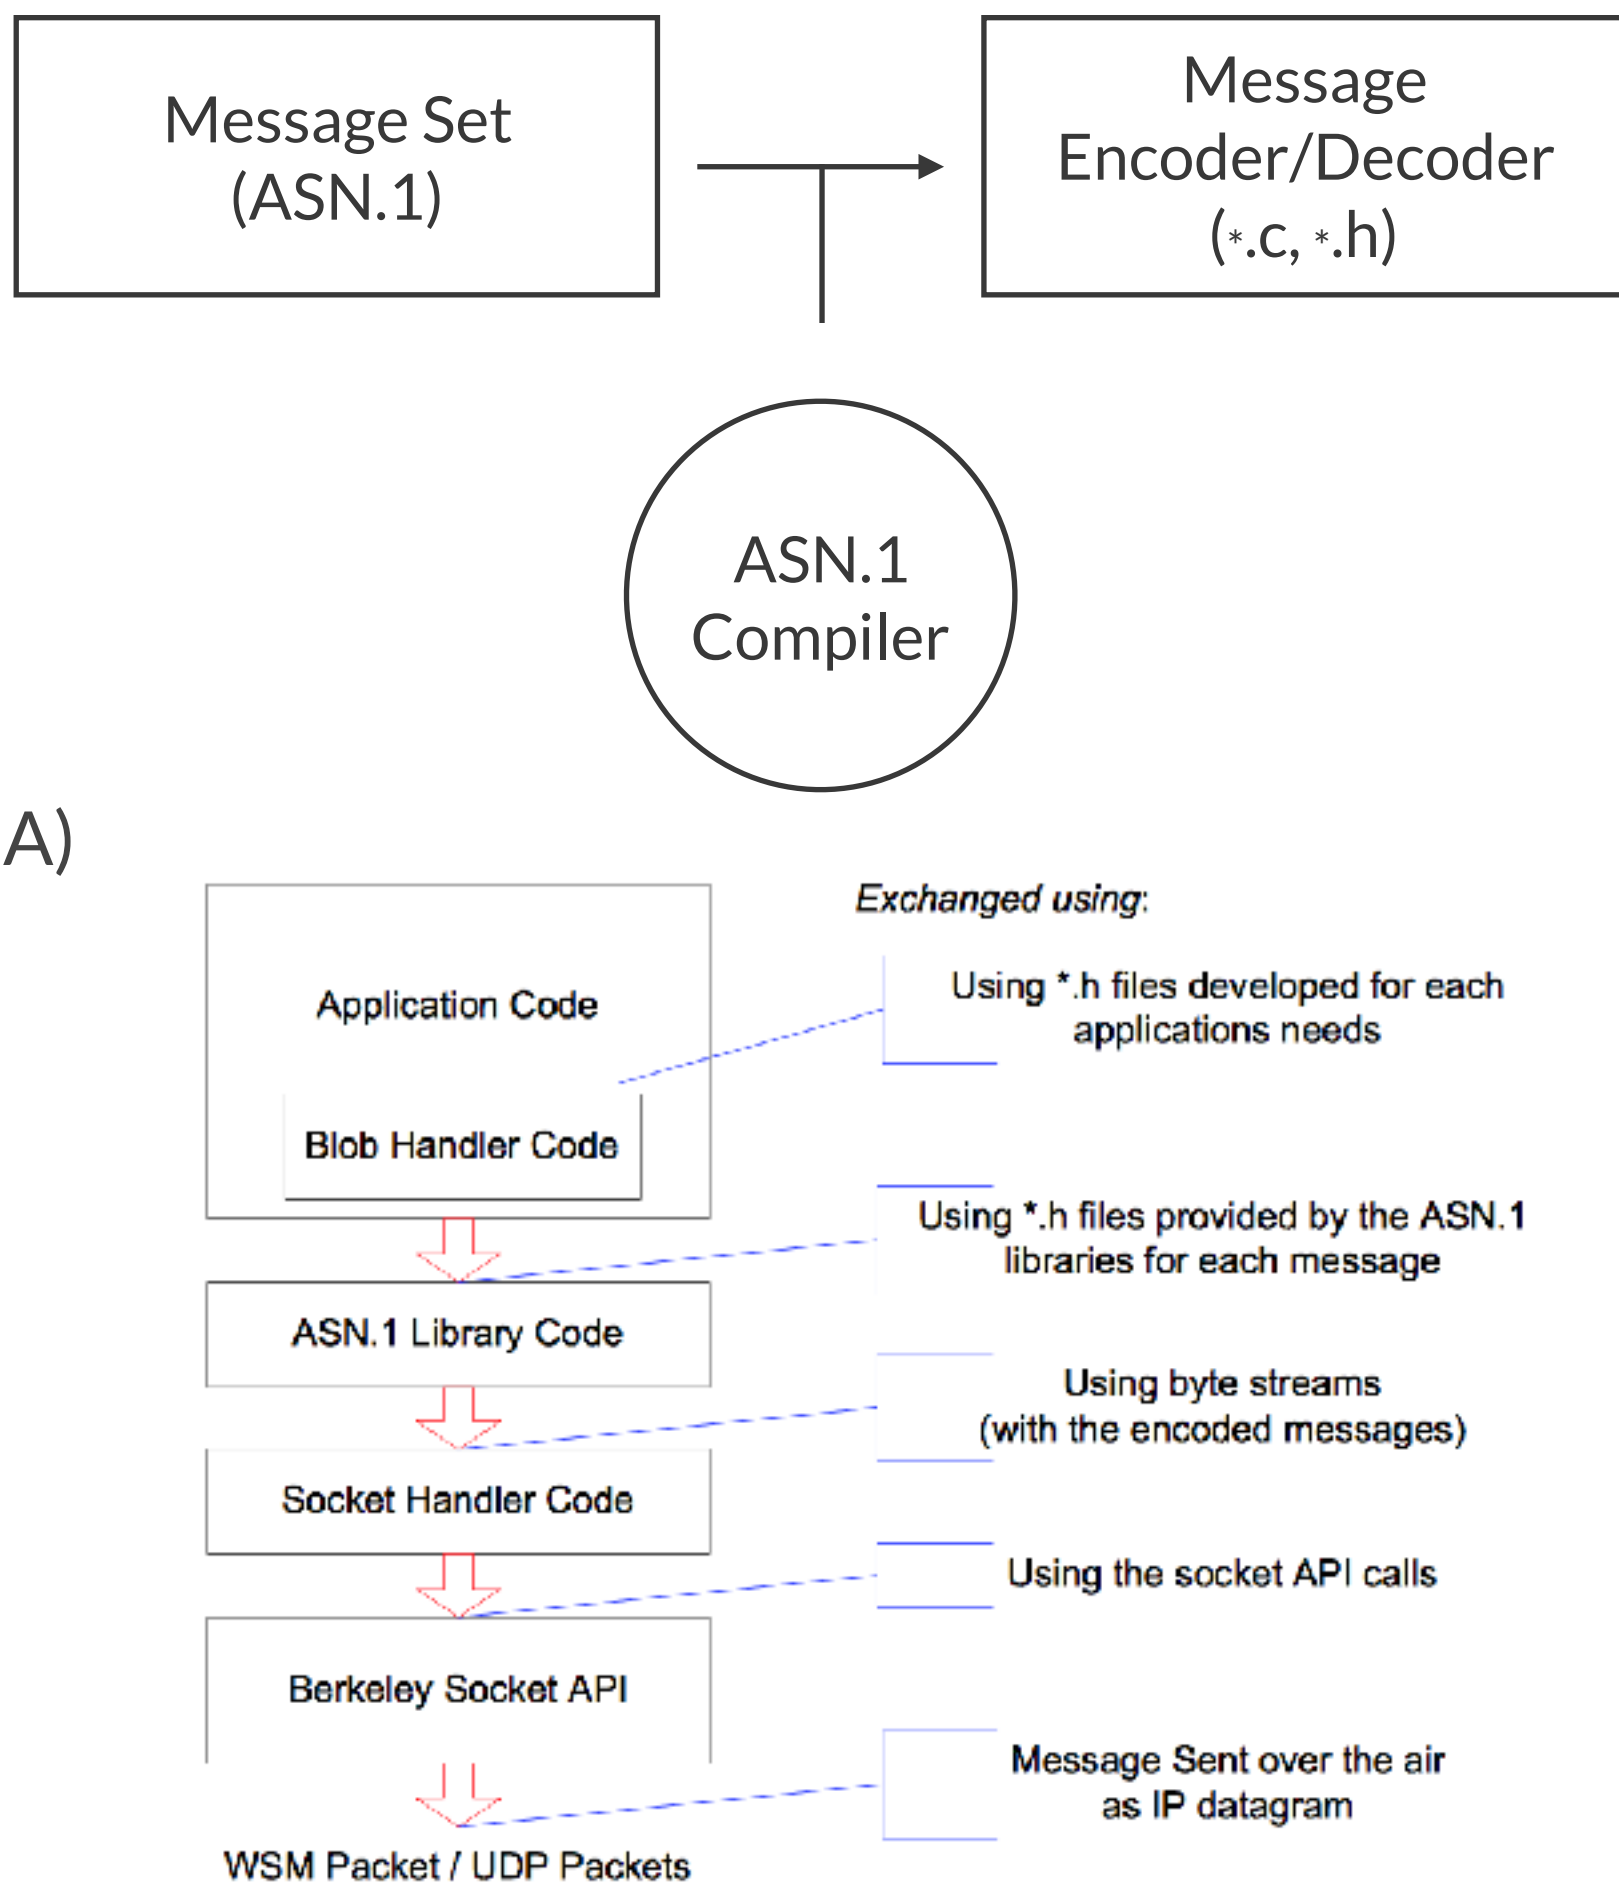 Message Set
(ASN.1)
Message
Encoder/Decoder
(*.c, *.h)
ASN.1
Compiler
A)
Exchanged using:
Application Code
Using *.h files developed for each
applications needs
Blob Handler Code
Using *.h files provided by the ASN.1
libraries for each message
ASN.1 Library Code
Using byte streams
(with the encoded messages)
Socket Handler Code
Using the socket API calls
Berkeley Socket API
Message Sent over the air
as IP datagram
WSM Packet / UDP Packets